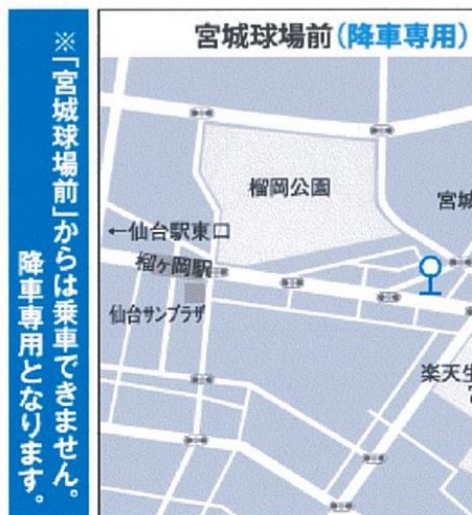 ※「宮城球場前」からは乗車できません。
降車専用となります。
宮城球場前(降車専用)
榴岡公園
宮城
←仙台駅東口
榴ヶ岡駅
仙台サンプラザ
楽天生